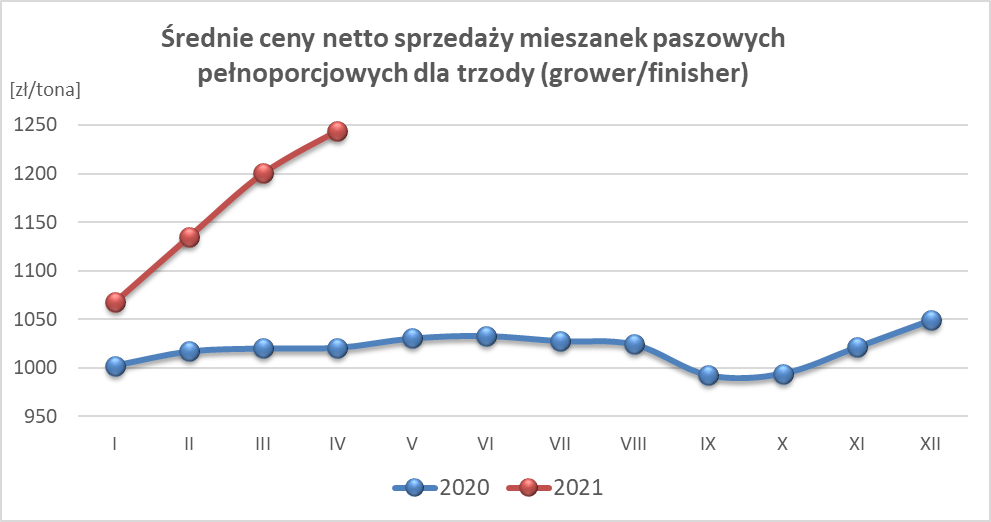 Średnie ceny netto sprzedaży mieszanek paszowych
pełnoporcjowych dla trzody (grower/finisher)
[zł/tona]
1250
1200
1150
1100
1050
1000
950
I II III IV V VI VII VIII IX X XI XII
2020 2021